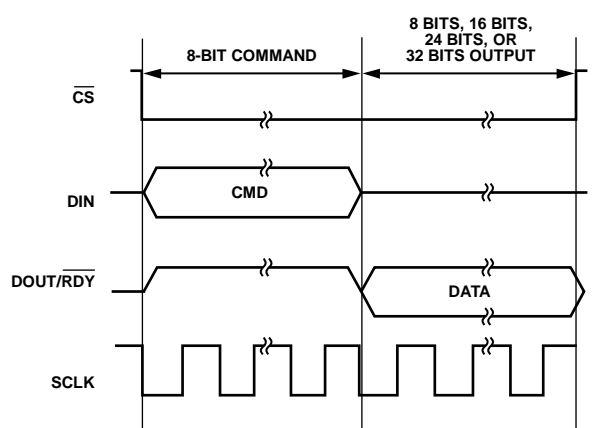 8 BITS, 16 BITS,
24 BITS, OR
32 BITS OUTPUT
8-BIT COMMAND
CS
DIN
CMD
DOUT/RDY
DATA
SCLK